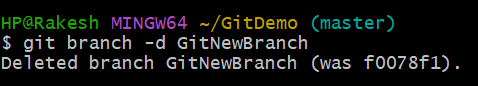 HP@Rakesh MINGW64 ~/GitDemo (master)
$ git branch -d GitNewBranch
Deleted branch GitNewBranch (was f0078f1).